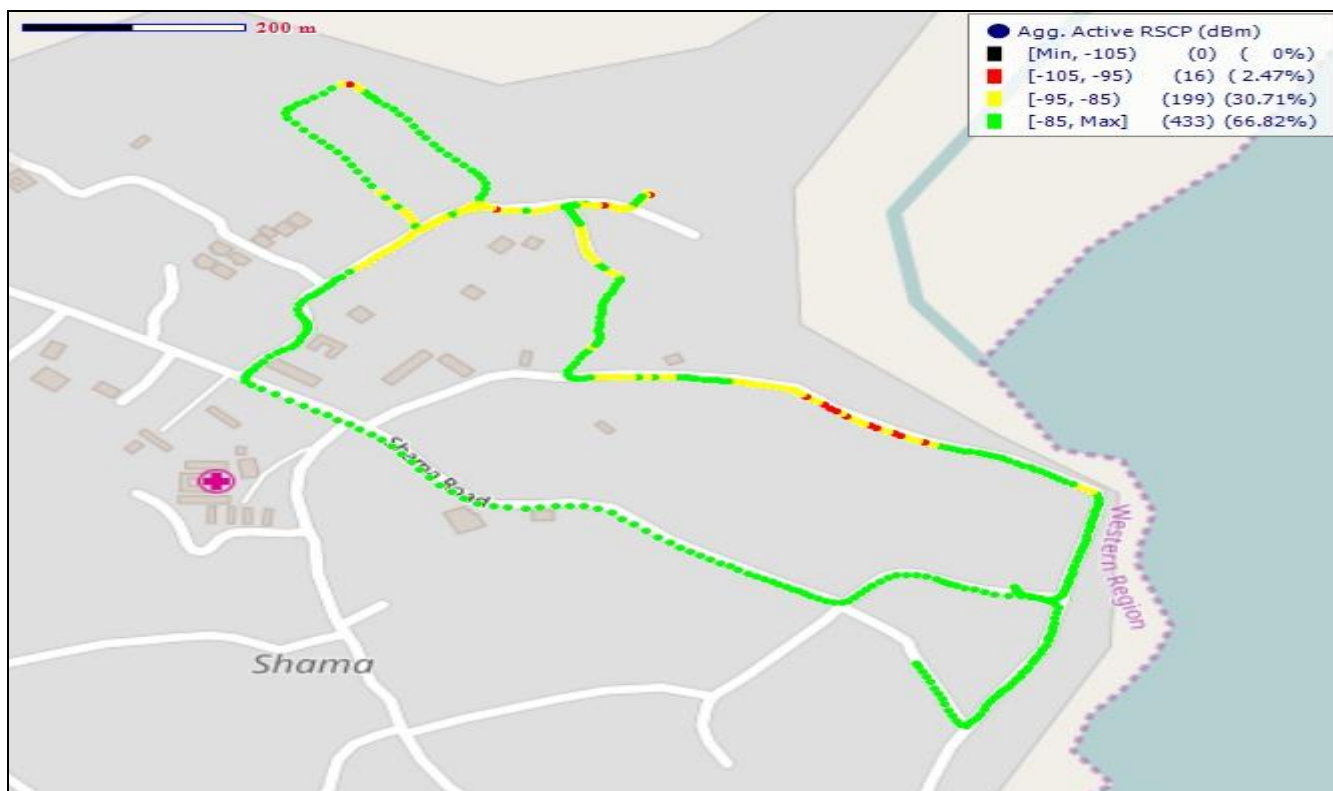 200 m
Agg. Active RSCP (dBm)
[Min, -105) (0) ( 0%)
[-105, -95) (16) ( 2.47%)
[-95, -85) (199) (30.71%)
[-85, Max] (433) (66.82%)
Shama Road
Western Region
Shama